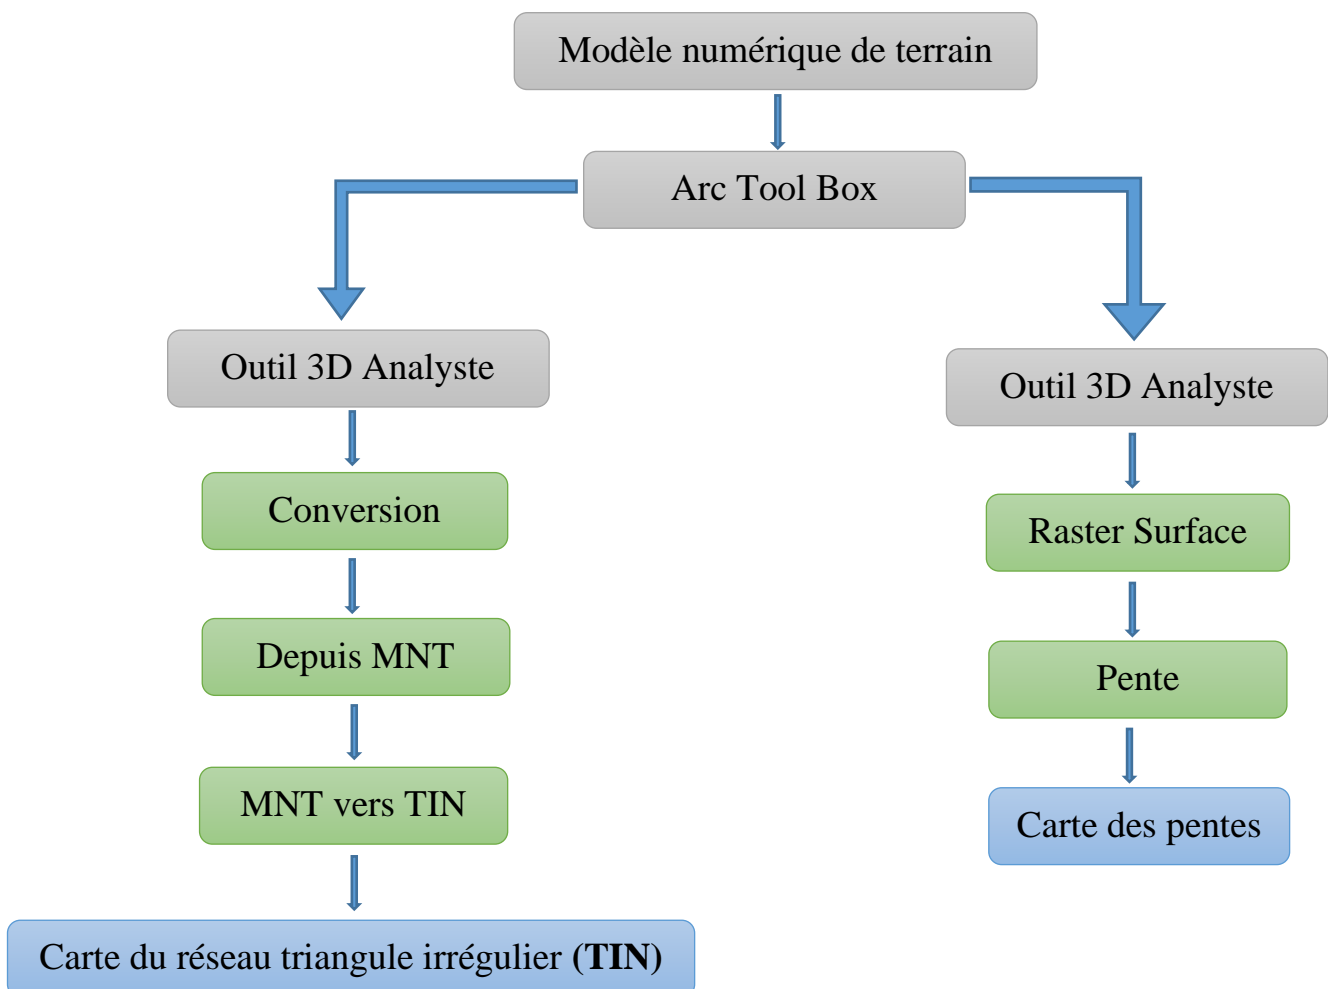 Modèle numérique de terrain
Arc Tool Box
Outil 3D Analyste
Conversion
Depuis MNT
MNT vers TIN
Carte du réseau triangule irrégulier (TIN)
Outil 3D Analyste
Raster Surface
Pente
Carte des pentes